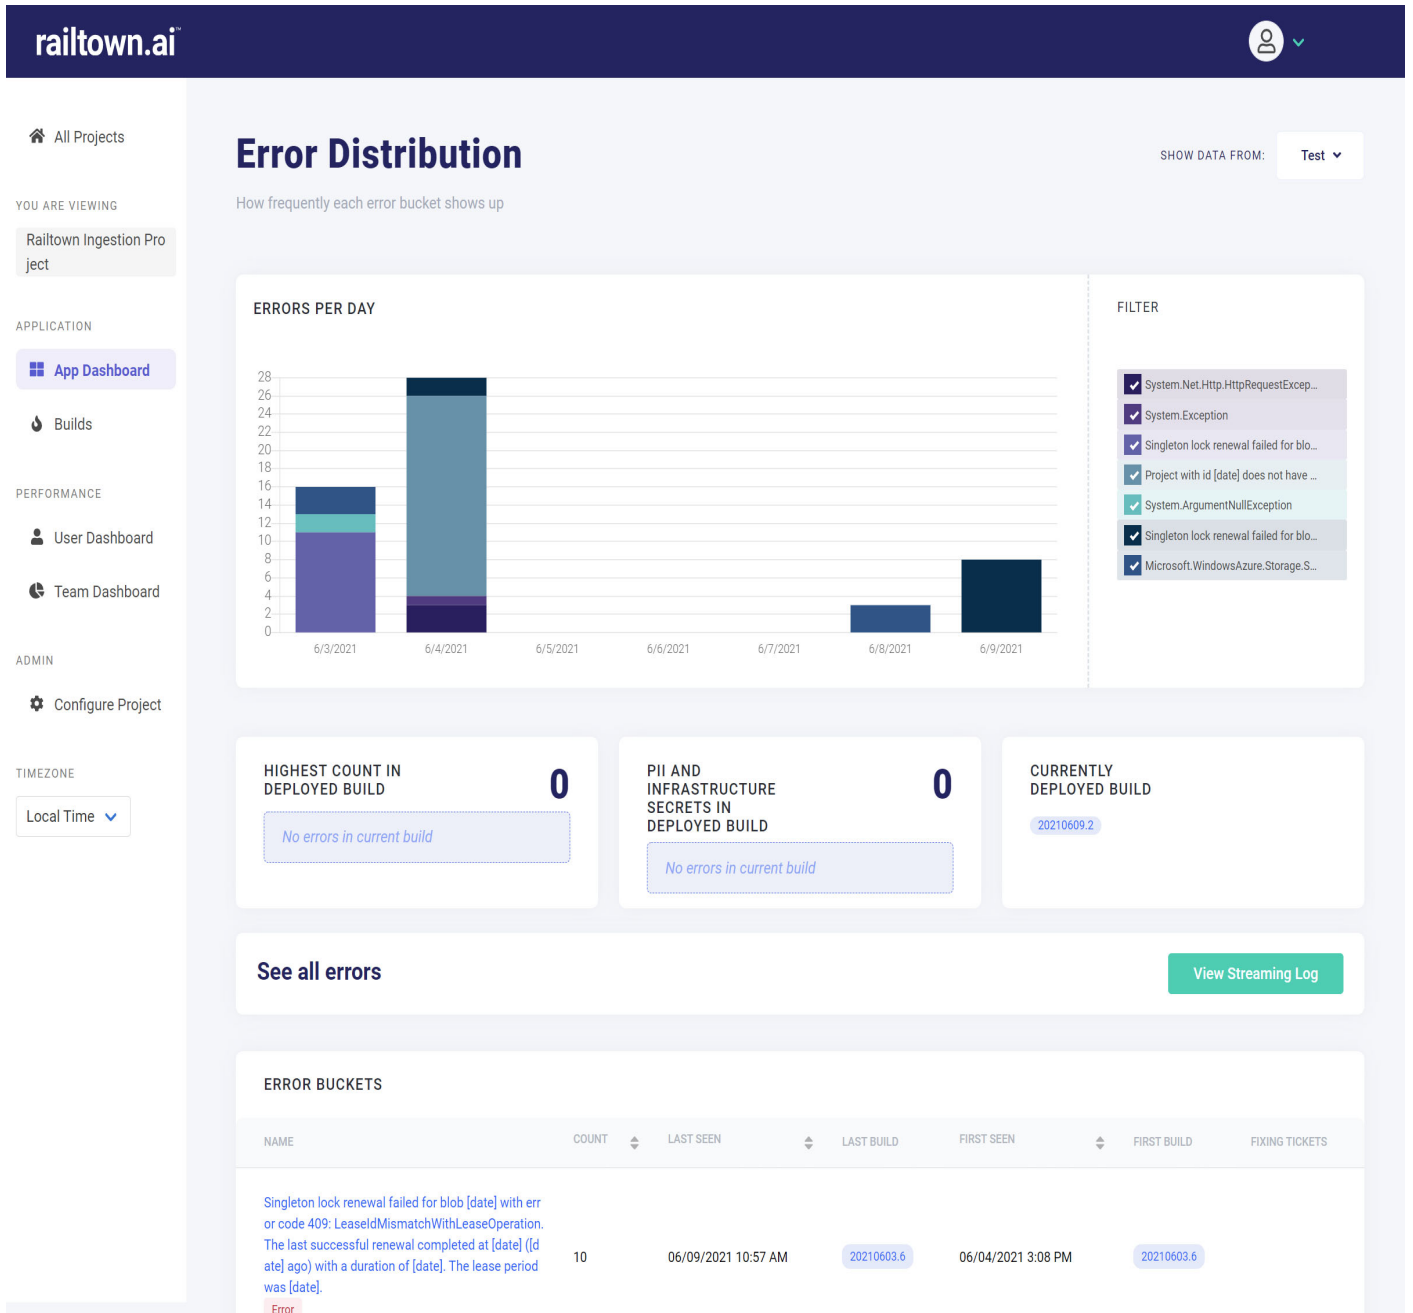 railtown.ai™
All Projects
YOU ARE VIEWING
Railtown Ingestion Pro
ject
APPLICATION
App Dashboard
Builds
PERFORMANCE
User Dashboard
Team Dashboard
ADMIN
Configure Project
TIMEZONE
Local Time
Error Distribution
How frequently each error bucket shows up
SHOW DATA FROM:
Test
ERRORS PER DAY
28
26
24
22
20
18
16
14
12
10
8
6
4
2
0
6/3/2021
6/4/2021
6/5/2021
6/6/2021
6/7/2021
6/8/2021
6/9/2021
FILTER
System.Net.Http.HttpRequestExcep...
System.Exception
Singleton lock renewal failed for blo...
Project with id [date] does not have ...
System.ArgumentNullException
Singleton lock renewal failed for blo...
Microsoft.WindowsAzure.Storage.S...
HIGHEST COUNT IN
DEPLOYED BUILD
0
No errors in current build
PII AND
INFRASTRUCTURE
SECRETS IN
DEPLOYED BUILD
0
No errors in current build
CURRENTLY
DEPLOYED BUILD
20210609.2
See all errors
View Streaming Log
ERROR BUCKETS
NAME
COUNT
LAST SEEN
LAST BUILD
FIRST SEEN
FIRST BUILD
FIXING TICKETS
Singleton lock renewal failed for blob [date] with err
or code 409: LeaseIdMismatchWithLeaseOperation.
The last successful renewal completed at [date] ([d
ate] ago) with a duration of [date]. The lease period
was [date].
Error
10
06/09/2021 10:57 AM
20210603.6
06/04/2021 3:08 PM
20210603.6